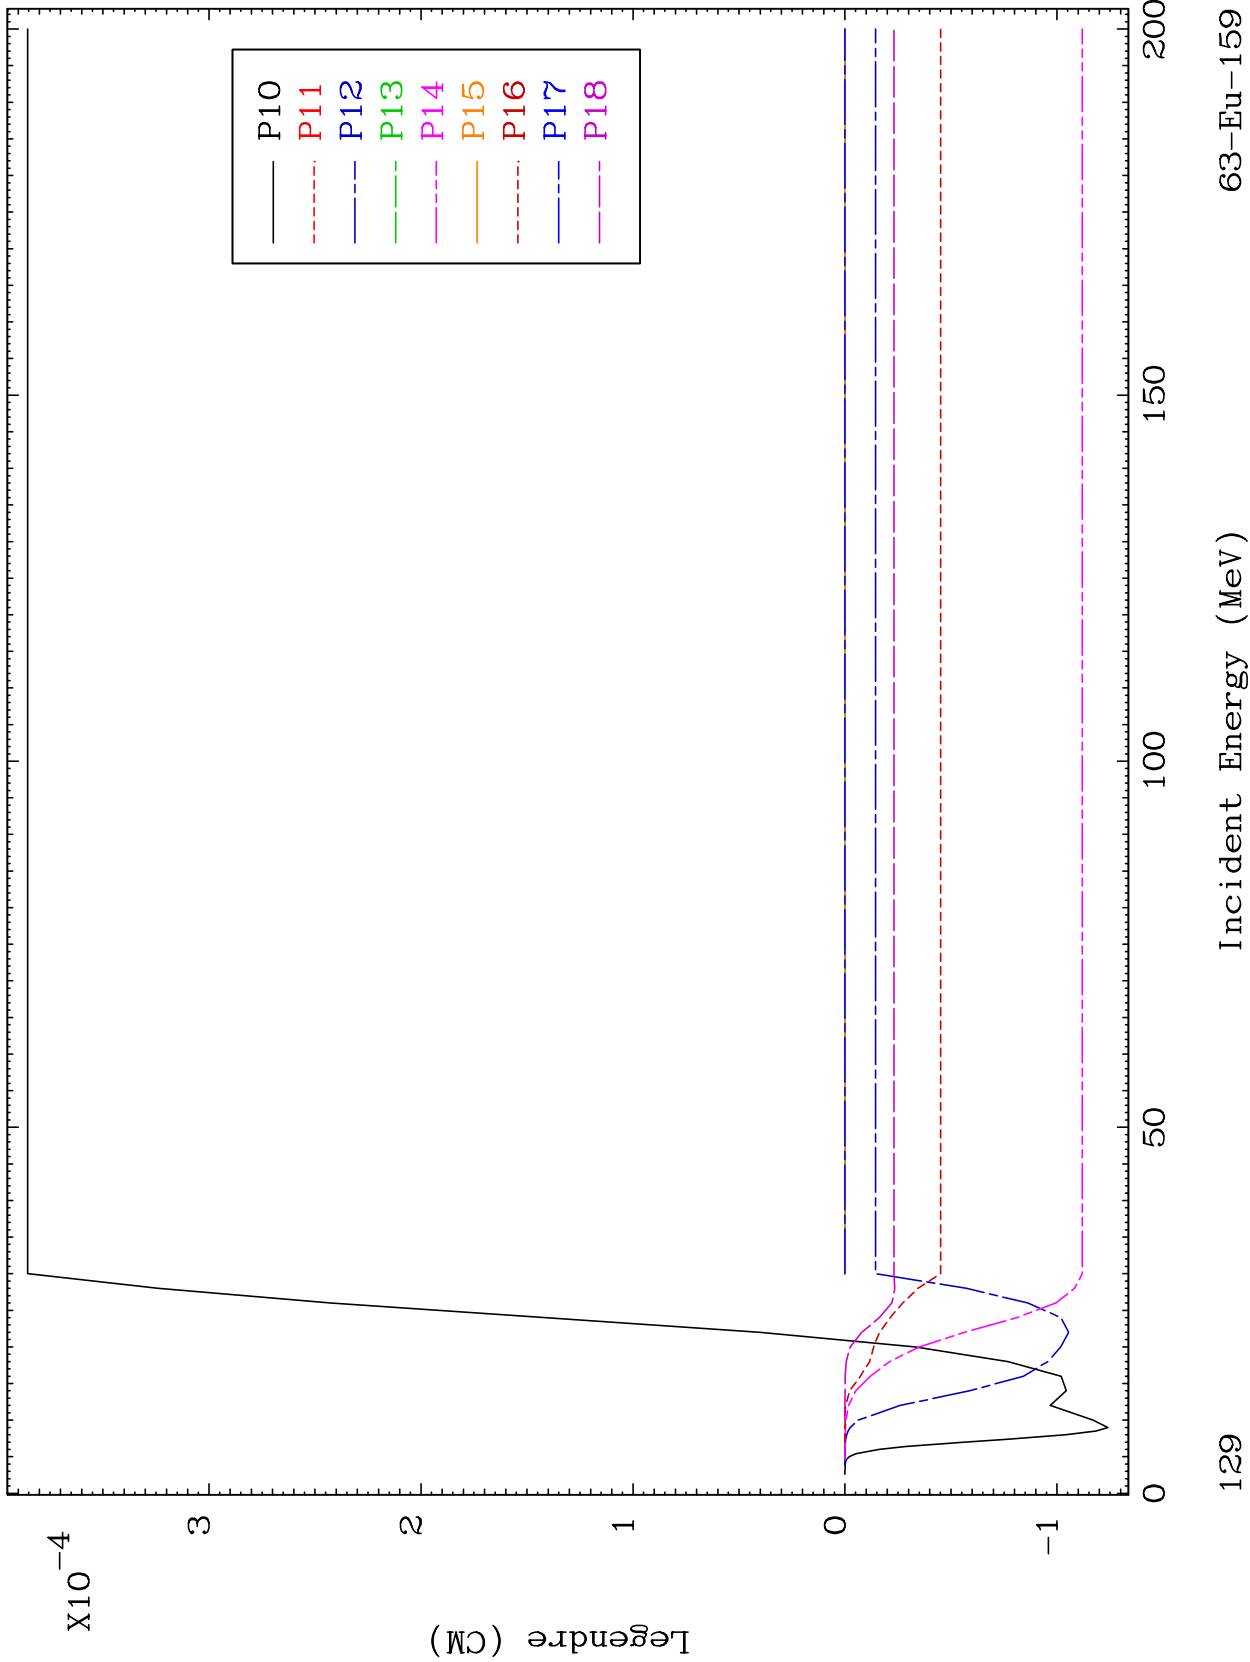 X10-4
3
2
1
0
-1
Legendre (CM)
P10
P11
P12
P13
P14
P15
P16
P17
P18
0
50
100
150
200
Incident Energy (MeV)
129
63-Eu-159